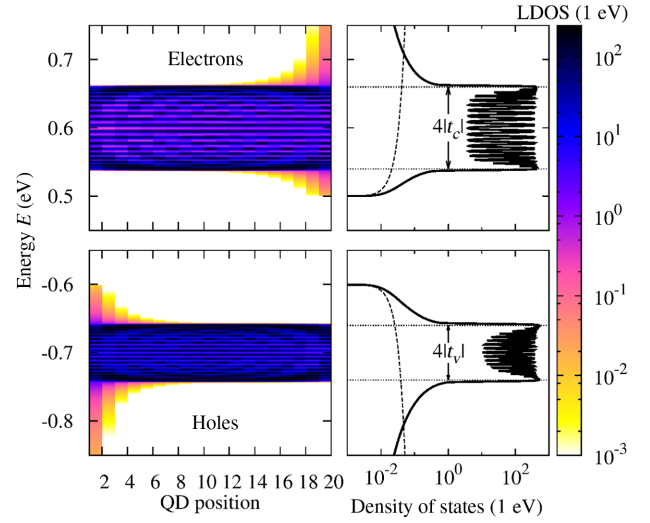 LDOS (1 eV)
0.7
0.6
0.5
Electrons
4|t_c|
10^2
10^1
10^0
10^-1
10^-2
10^-3
Energy E (eV)
-0.6
-0.7
-0.8
Holes
4|t_v|
2 4 6 8 10 12 14 16 18 20
QD position
10^-2 10^0 10^2
Density of states (1 eV)